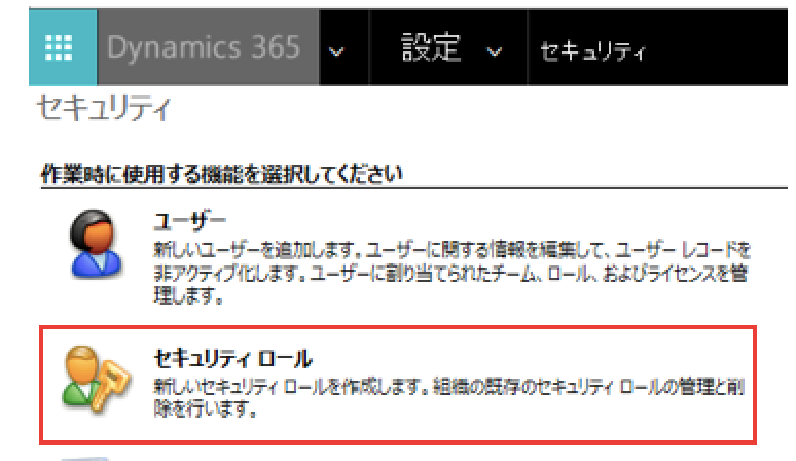 Dynamics 365 設定 セキュリティ
セキュリティ
作業時に使用する機能を選択してください
ユーザー
新しいユーザーを追加します。ユーザーに関する情報を編集して、ユーザー レコードを
非アクティブ化します。ユーザーに割り当てられたチーム、ロール、およびライセンスを管
理します。
セキュリティ ロール
新しいセキュリティ ロールを作成します。組織の既存のセキュリティ ロールの管理と削
除を行います。